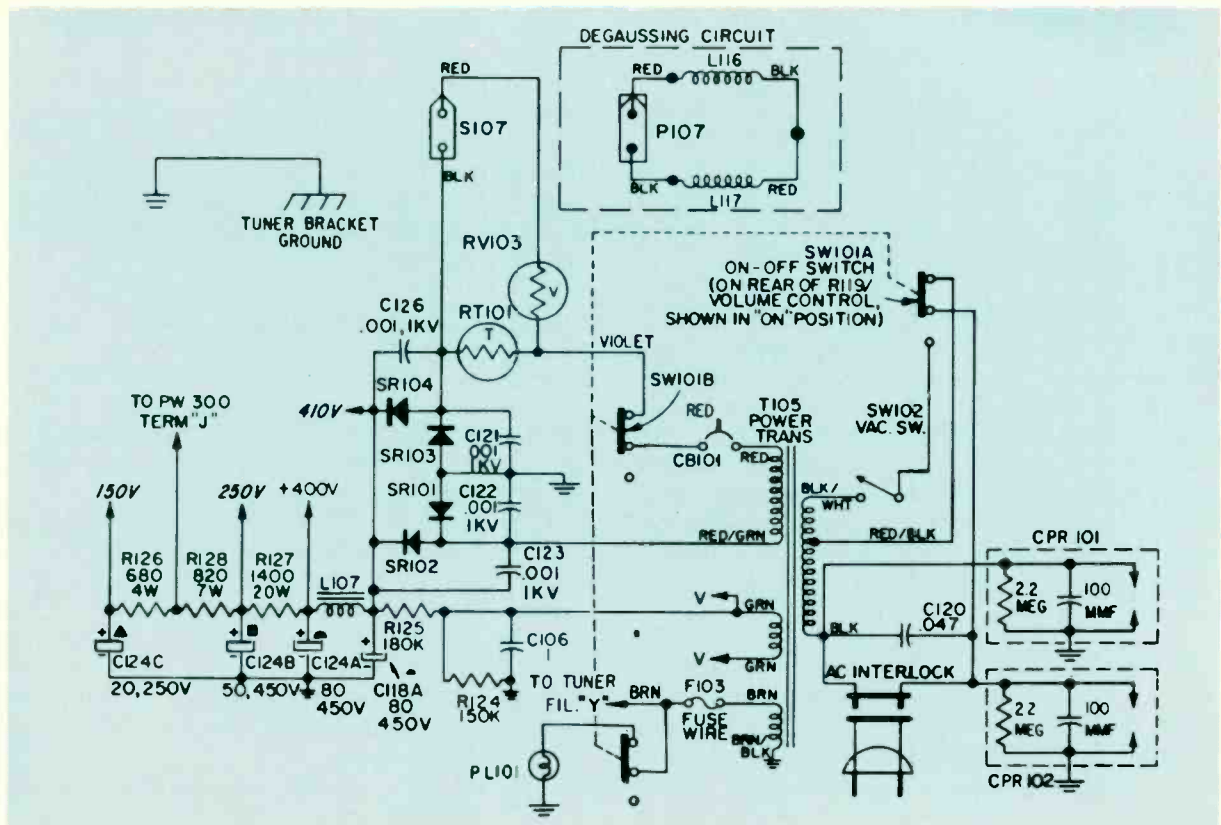 DEGAUSSING CIRCUIT
RED
L116
BLK
P107
BLK
L117
RED
RED
S107
BLK
TUNER BRACKET
GROUND
RV103
V
SW101A
ON-OFF SWITCH
(ON REAR OF R119/
VOLUME CONTROL,
SHOWN IN "ON" POSITION)
C126
.001, 1KV
RT101
T
VIOLET
SW101B
SR104
410V
TO PW 300
TERM "J"
RED
CB101
RED
T105
POWER
TRANS
SW102
VAC. SW.
C121
.001
1KV
SR103
SR101
C122
.001
1KV
BLK/
WHT
RED/BLK
RED/GRN
SR102
C123
.001
1KV
150V
250V
+400V
R126
680
4W
R128
820
7W
R127
1400
20W
L107
R125
180K
V
GRN
V
GRN
BLK
C120
.047
CPR 101
2.2
MEG
100
MMF
C124C
20,250V
C124B
50,450V
C124A
80
450V
C118A
80
450V
C106
.1
R124
150K
TO TUNER
FIL. "Y"
BRN
F103
FUSE
WIRE
BRN
BRN/
BLK
AC INTERLOCK
2.2
MEG
100
MMF
CPR 102
PL101